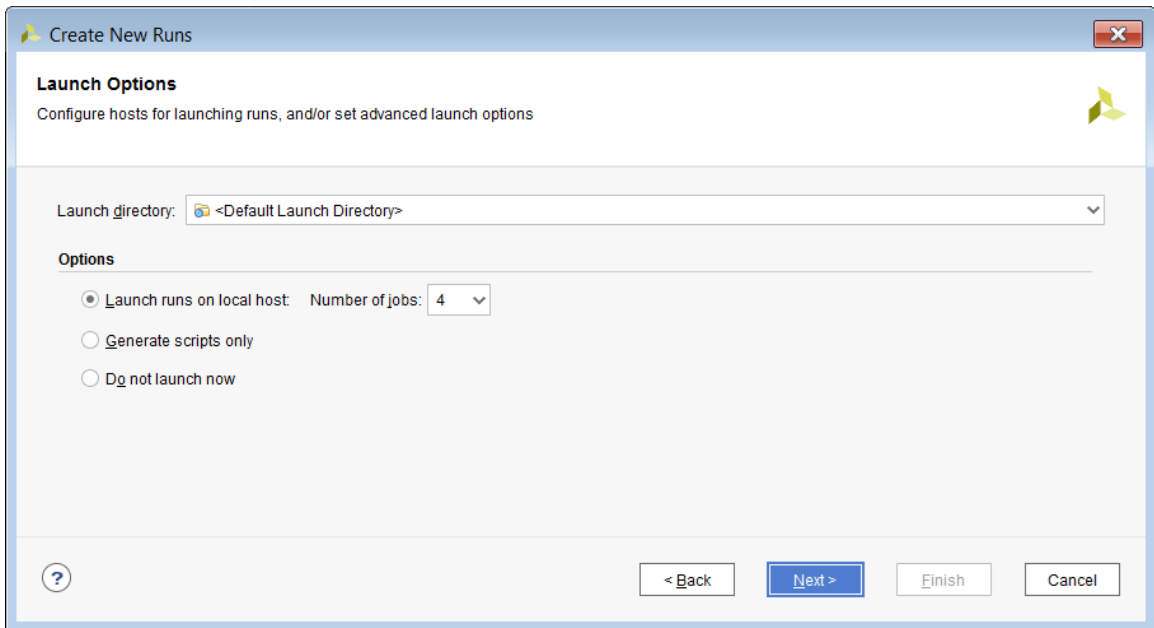 Create New Runs
Launch Options
Configure hosts for launching runs, and/or set advanced launch options
Launch directory: <Default Launch Directory>
Options
Launch runs on local host: Number of jobs: 4
Generate scripts only
Do not launch now
? < Back Next > Finish Cancel